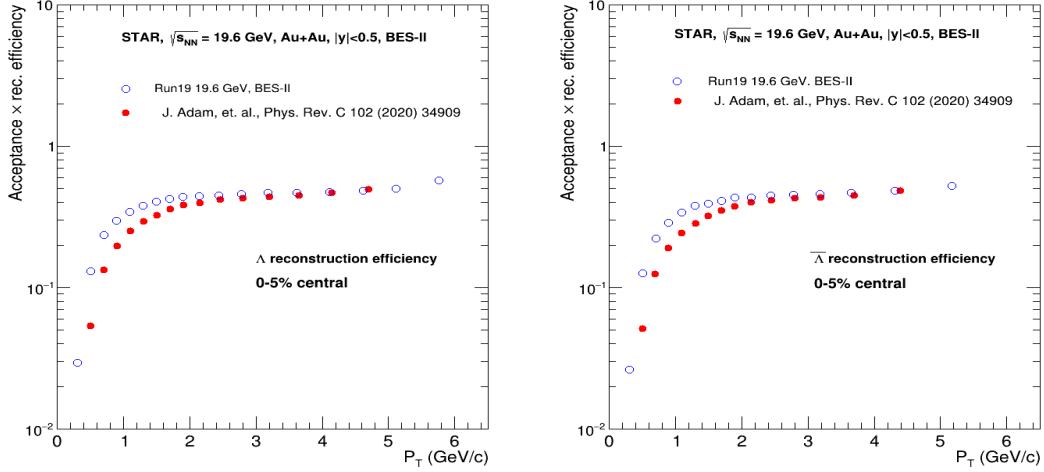 STAR, √sNN = 19.6 GeV, Au+Au, |y|<0.5, BES-II
Run19 19.6 GeV, BES-II
J. Adam, et. al., Phys. Rev. C 102 (2020) 34909
Λ reconstruction efficiency
0-5% central
Acceptance × rec. efficiency
10
1
10⁻¹
10⁻²
0 1 2 3 4 5 6
P_T (GeV/c)
STAR, √sNN = 19.6 GeV, Au+Au, |y|<0.5, BES-II
Run19 19.6 GeV. BES-II
J. Adam, et. al., Phys. Rev. C 102 (2020) 34909
Λ̅ reconstruction efficiency
0-5% central
Acceptance × rec. efficiency
10
1
10⁻¹
10⁻²
0 1 2 3 4 5 6
P_T (GeV/c)